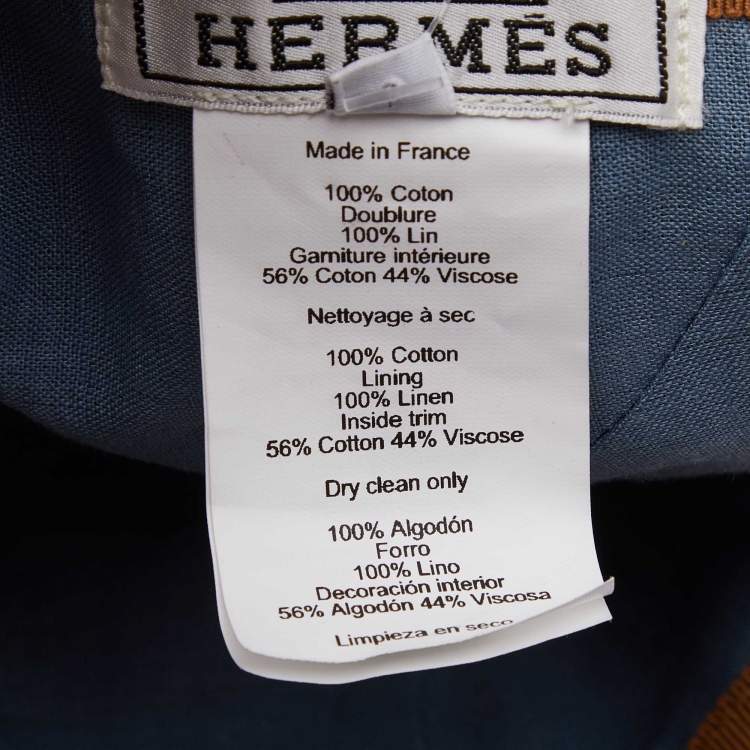 HERMÈS
Made in France
100% Coton
Doublure
100% Lin
Garniture intérieure
56% Coton 44% Viscose
Nettoyage à sec
100% Cotton
Lining
100% Linen
Inside trim
56% Cotton 44% Viscose
Dry clean only
100% Algodón
Forro
100% Lino
Decoración interior
56% Algodón 44% Viscosa
Limpieza en seco